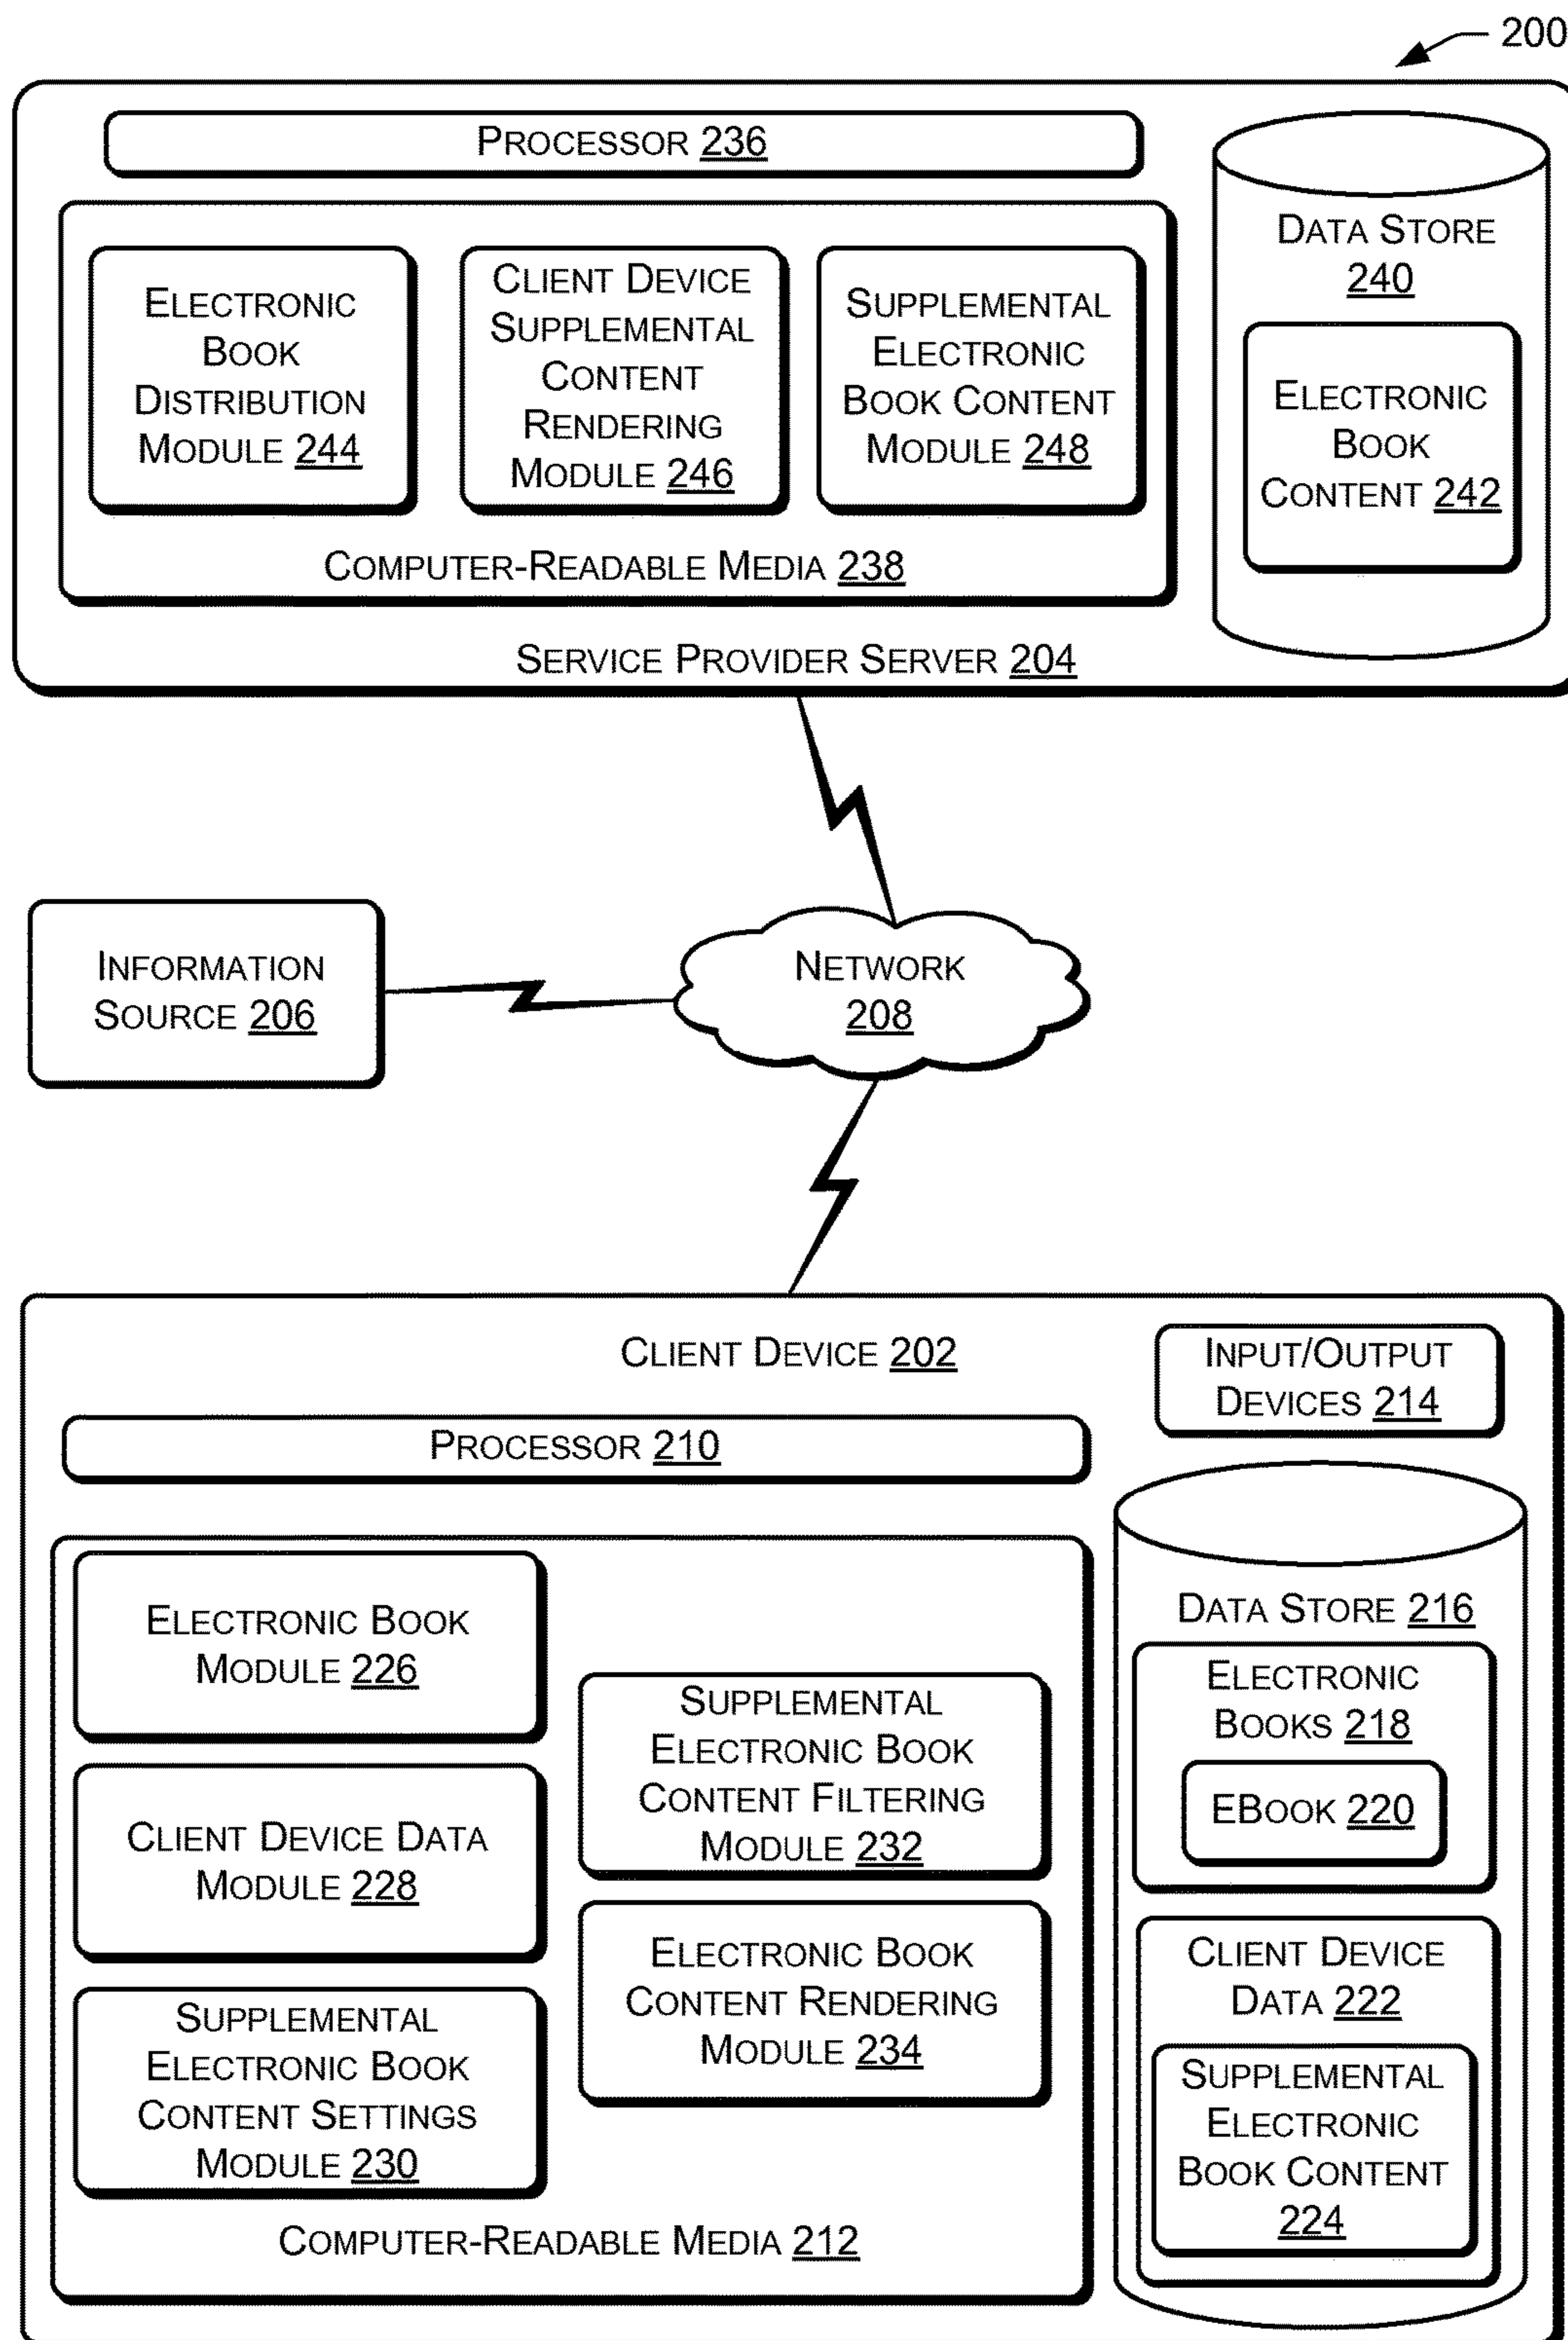 200
PROCESSOR 236
ELECTRONIC
BOOK
DISTRIBUTION
MODULE 244
CLIENT DEVICE
SUPPLEMENTAL
CONTENT
RENDERING
MODULE 246
SUPPLEMENTAL
ELECTRONIC
BOOK CONTENT
MODULE 248
COMPUTER-READABLE MEDIA 238
DATA STORE
240
ELECTRONIC
BOOK
CONTENT 242
SERVICE PROVIDER SERVER 204
INFORMATION
SOURCE 206
NETWORK
208
CLIENT DEVICE 202
INPUT/OUTPUT
DEVICES 214
PROCESSOR 210
ELECTRONIC BOOK
MODULE 226
CLIENT DEVICE DATA
MODULE 228
SUPPLEMENTAL
ELECTRONIC BOOK
CONTENT SETTINGS
MODULE 230
SUPPLEMENTAL
ELECTRONIC BOOK
CONTENT FILTERING
MODULE 232
ELECTRONIC BOOK
CONTENT RENDERING
MODULE 234
COMPUTER-READABLE MEDIA 212
DATA STORE 216
ELECTRONIC
BOOKS 218
EBOOK 220
CLIENT DEVICE
DATA 222
SUPPLEMENTAL
ELECTRONIC
BOOK CONTENT
224